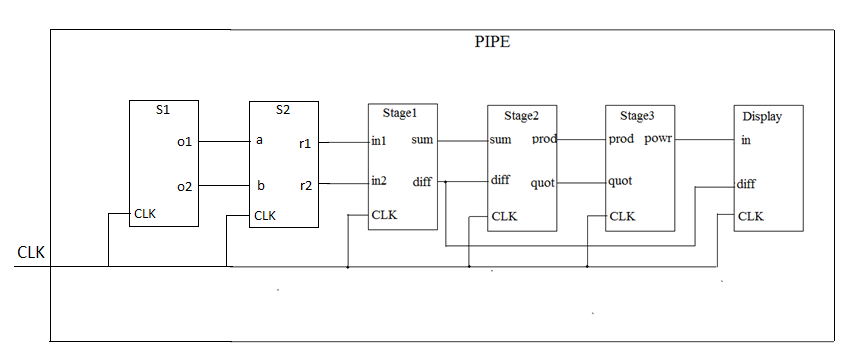 PIPE
S1
S2
Stage1
Stage2
Stage3
Display
o1
a
r1
in1
sum
sum
prod
prod
powr
in
o2
b
r2
in2
diff
diff
quot
quot
diff
CLK
CLK
CLK
CLK
CLK
CLK
CLK